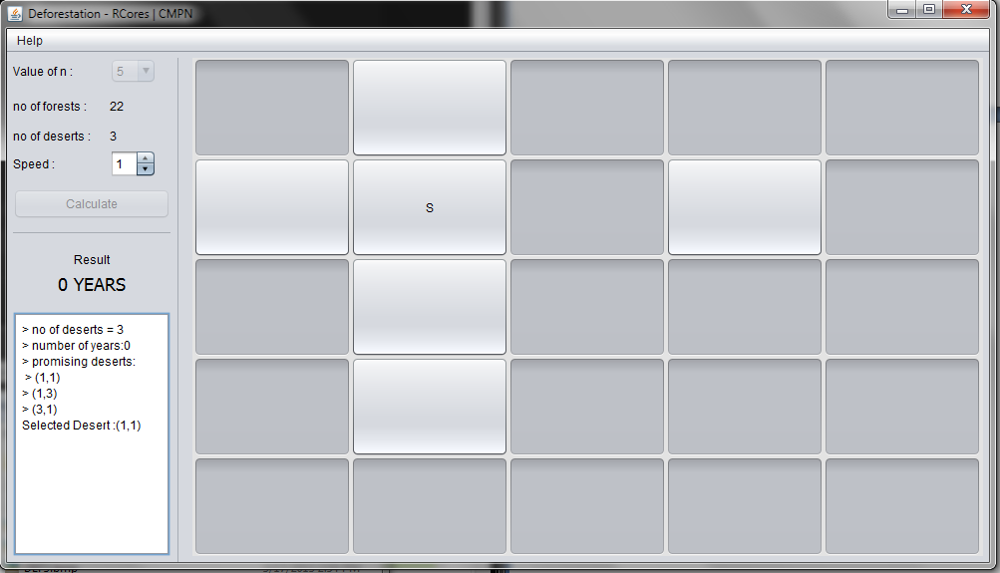 Deforestation - RCores | CMPN
Help
Value of n : 5
no of forests : 22
no of deserts : 3
Speed : 1
Calculate
Result
0 YEARS
> no of deserts = 3
> number of years:0
> promising deserts:
> (1,1)
> (1,3)
> (3,1)
Selected Desert :(1,1)
S